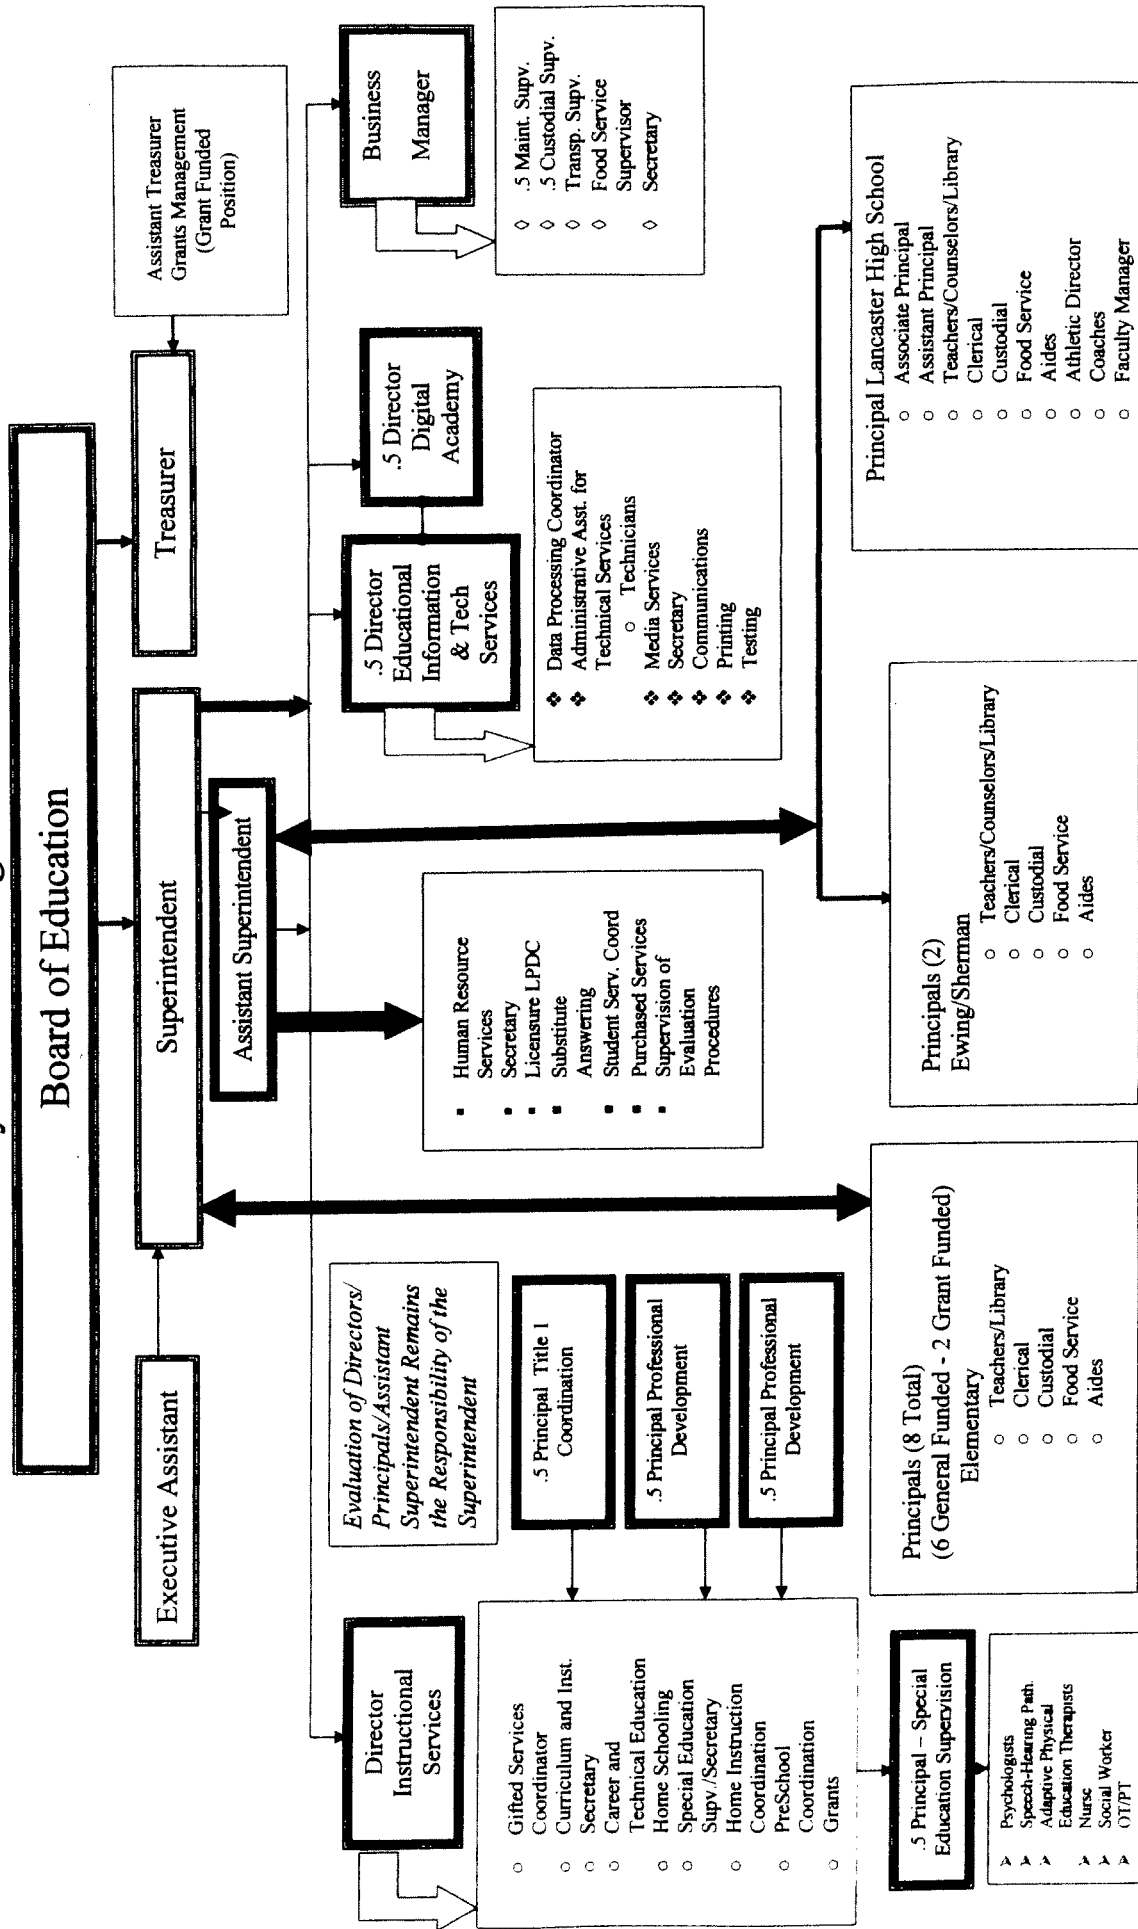 Board of Education
Executive Assistant
Superintendent
Treasurer
Assistant Treasurer
Grants Management
(Grant Funded
Position)
Assistant Superintendent
Director
Instructional
Services
Evaluation of Directors/
Principals/Assistant
Superintendent Remains
the Responsibility of the
Superintendent
.5 Director
Educational
Information
& Tech
Services
.5 Director
Digital
Academy
Business
Manager
○ Gifted Services
Coordinator
○ Curriculum and Inst.
○ Secretary
○ Career and
Technical Education
○ Home Schooling
○ Special Education
Supv./Secretary
○ Home Instruction
Coordination
○ PreSchool
Coordination
○ Grants
.5 Principal Title 1
Coordination
.5 Principal Professional
Development
.5 Principal Professional
Development
▪ Human Resource
Services
▪ Secretary
▪ Licensure LPDC
▪ Substitute
Answering
▪ Student Serv. Coord
▪ Purchased Services
▪ Supervision of
Evaluation
Procedures
❖ Data Processing Coordinator
❖ Administrative Asst. for
Technical Services
○ Technicians
❖ Media Services
❖ Secretary
❖ Communications
❖ Printing
❖ Testing
◊ .5 Maint. Supv.
◊ .5 Custodial Supv.
◊ Transp. Supv.
◊ Food Service
Supervisor
◊ Secretary
.5 Principal – Special
Education Supervision
➢ Psychologists
➢ Speech-Hearing Path.
➢ Adaptive Physical
Education Therapists
➢ Nurse
➢ Social Worker
➢ OT/PT
Principals (8 Total)
(6 General Funded - 2 Grant Funded)
Elementary
○ Teachers/Library
○ Clerical
○ Custodial
○ Food Service
○ Aides
Principals (2)
Ewing/Sherman
○ Teachers/Counselors/Library
○ Clerical
○ Custodial
○ Food Service
○ Aides
Principal Lancaster High School
○ Associate Principal
○ Assistant Principal
○ Teachers/Counselors/Library
○ Clerical
○ Custodial
○ Food Service
○ Aides
○ Athletic Director
○ Coaches
○ Faculty Manager